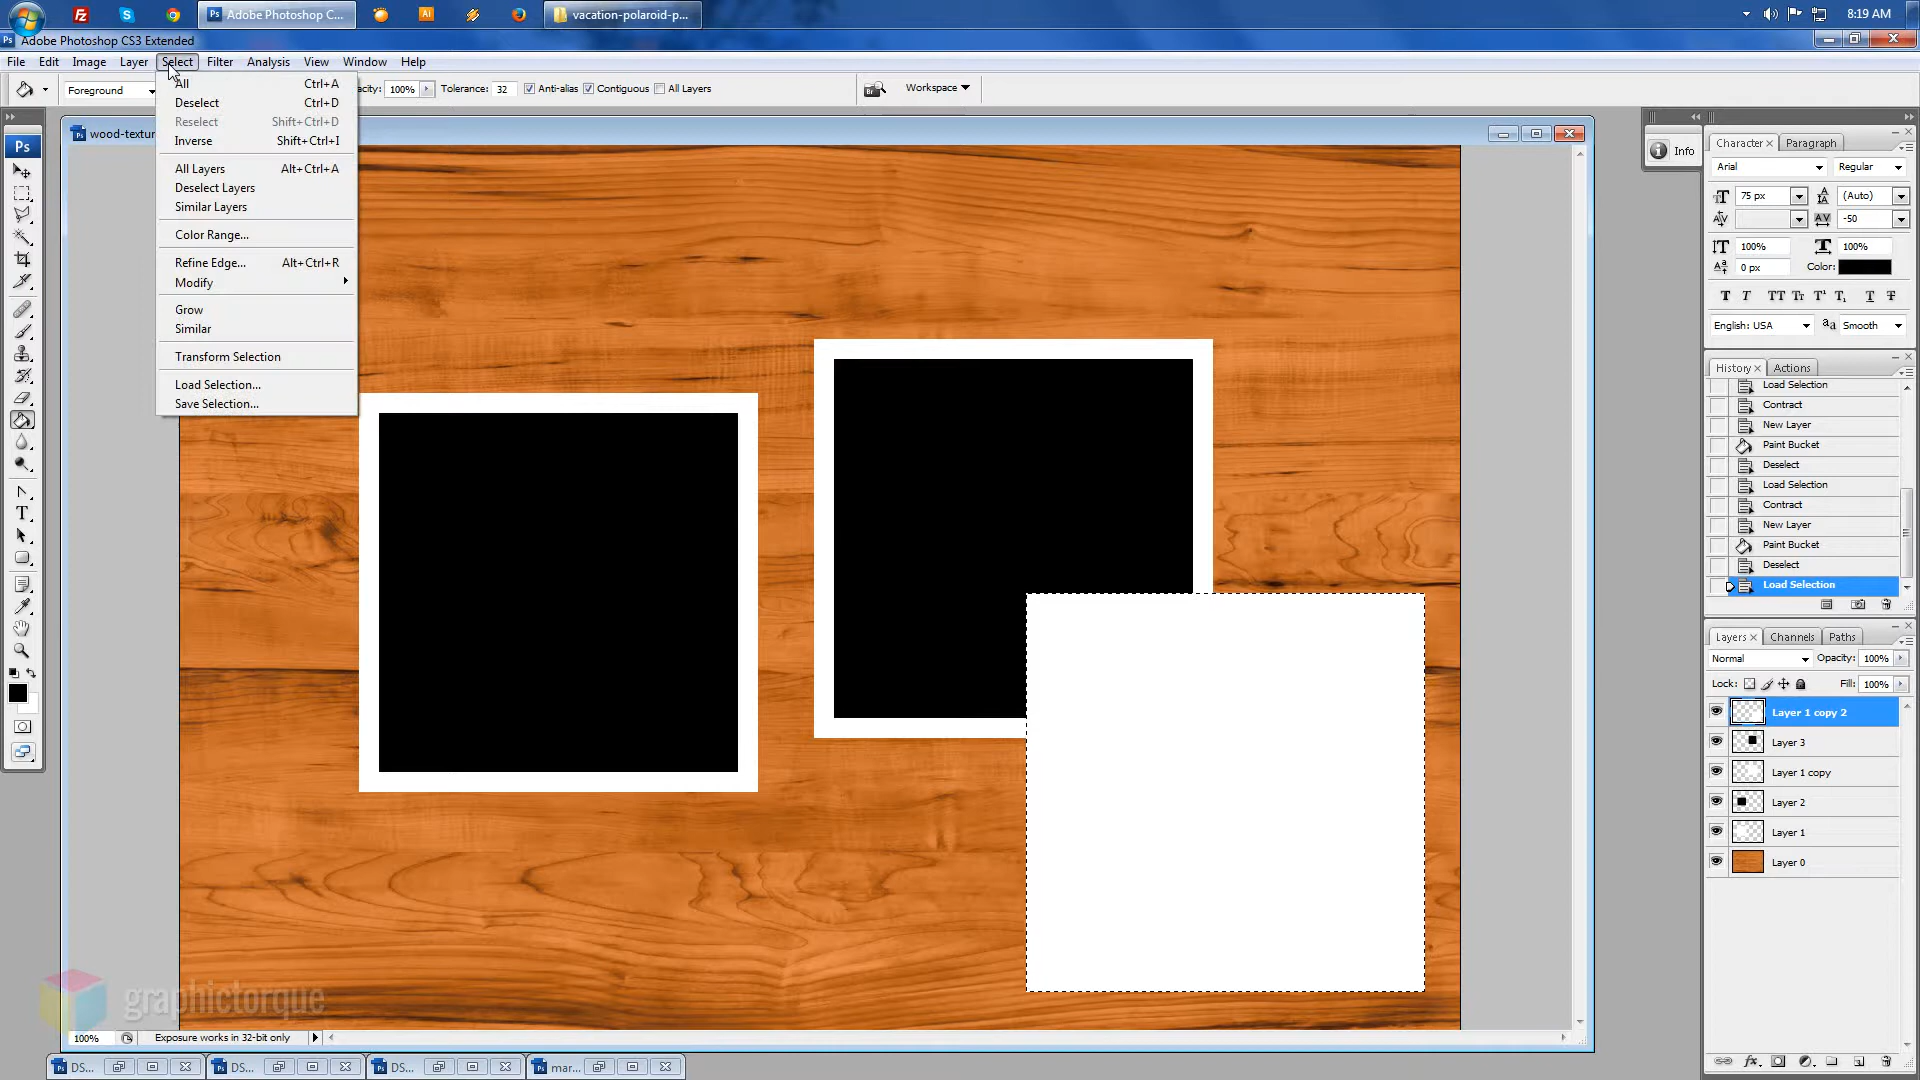 Adobe Photoshop C...
vacation-polaroid-p...
8:19 AM
Adobe Photoshop CS3 Extended
File Edit Image Layer Select Filter Analysis View Window Help
Foreground
100% Tolerance: 32 Anti-alias Contiguous All Layers
Workspace
All Ctrl+A
Deselect Ctrl+D
Reselect Shift+Ctrl+D
Inverse Shift+Ctrl+I
All Layers Alt+Ctrl+A
Deselect Layers
Similar Layers
Color Range...
Refine Edge... Alt+Ctrl+R
Modify
Grow
Similar
Transform Selection
Load Selection...
Save Selection...
Info
Character Paragraph
Arial Regular
75 px (Auto)
-50
100% 100%
0 px Color:
English: USA Smooth
History Actions
Load Selection
Contract
New Layer
Paint Bucket
Deselect
Load Selection
Contract
New Layer
Paint Bucket
Deselect
Load Selection
Layers Channels Paths
Normal Opacity: 100%
Lock: Fill: 100%
Layer 1 copy 2
Layer 3
Layer 1 copy
Layer 2
Layer 1
Layer 0
graphictorque
100% Exposure works in 32-bit only
DS... DS... DS... mar...